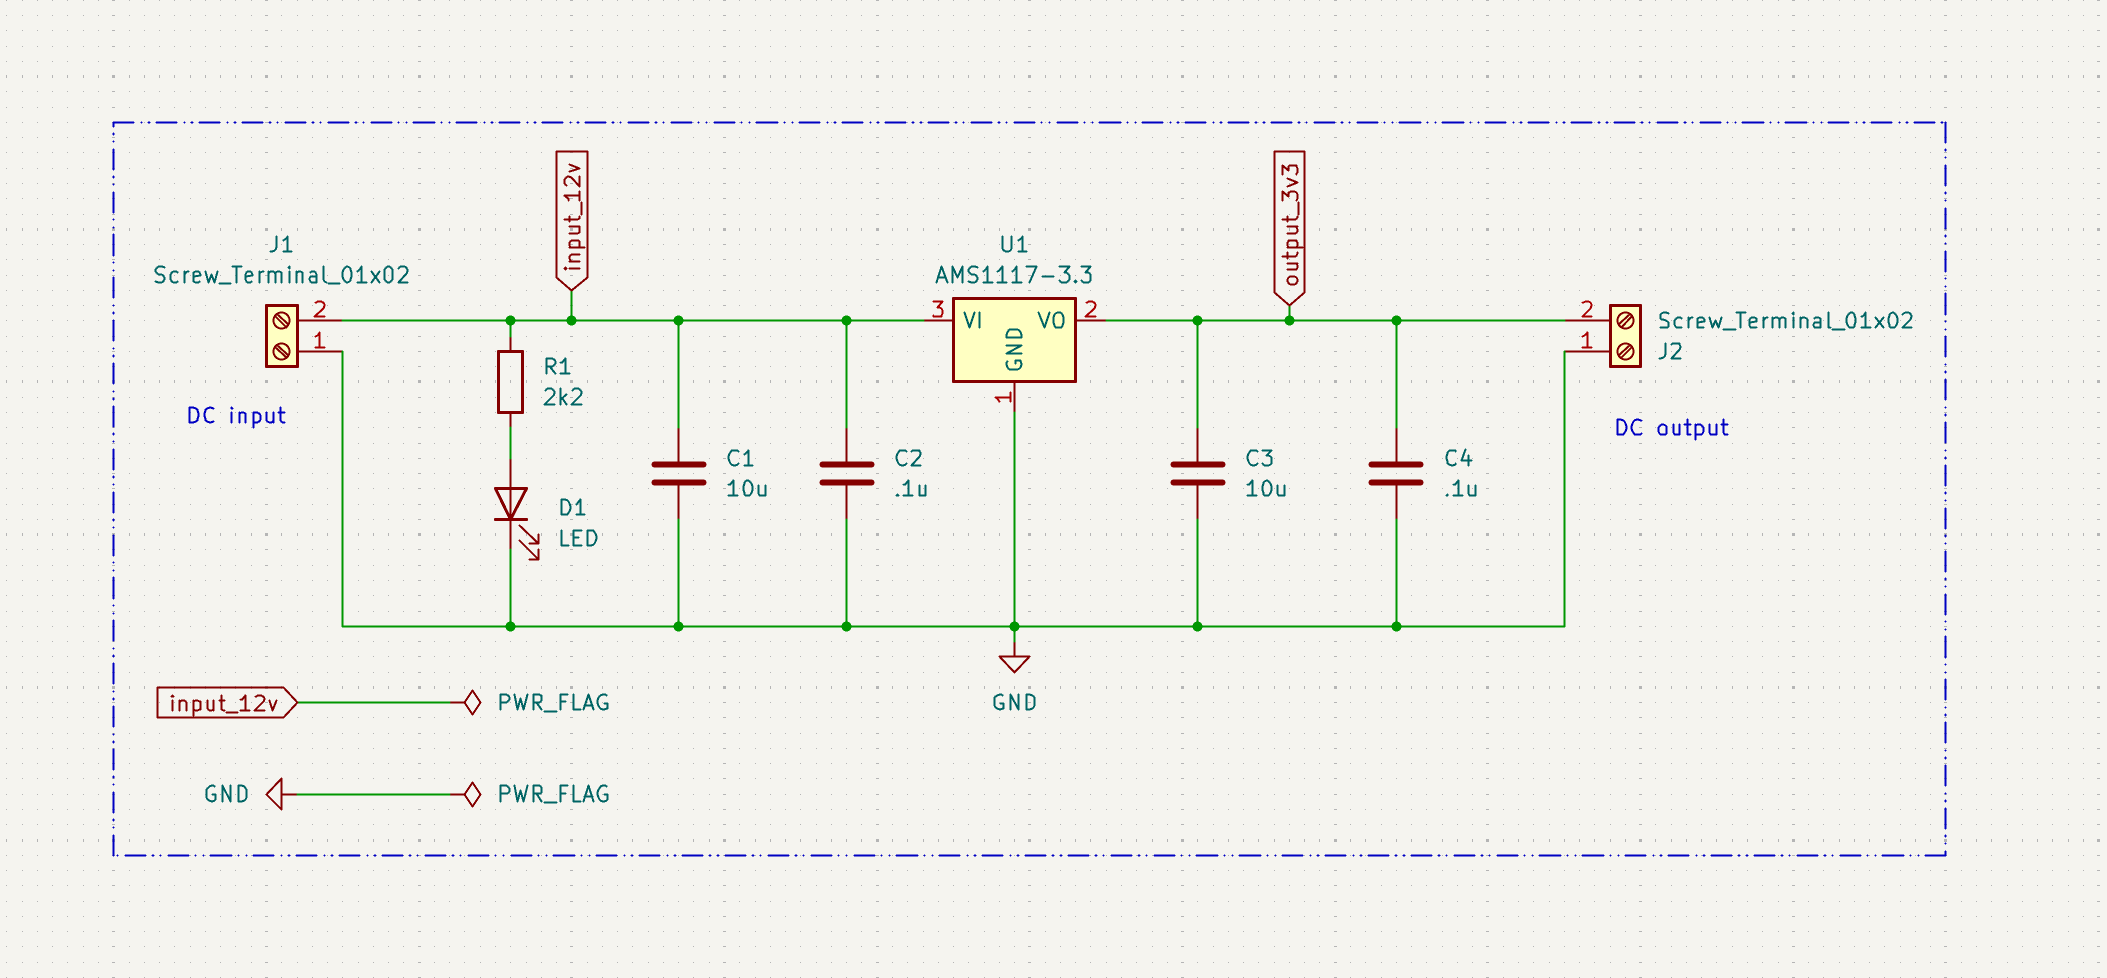 input_12v
output_3v3
J1
Screw_Terminal_01x02
2
1
U1
AMS1117-3.3
3
VI
VO
GND
2
1
2
1
Screw_Terminal_01x02
J2
R1
2k2
DC input
DC output
C1
10u
C2
.1u
C3
10u
C4
.1u
D1
LED
GND
input_12v
PWR_FLAG
GND
PWR_FLAG